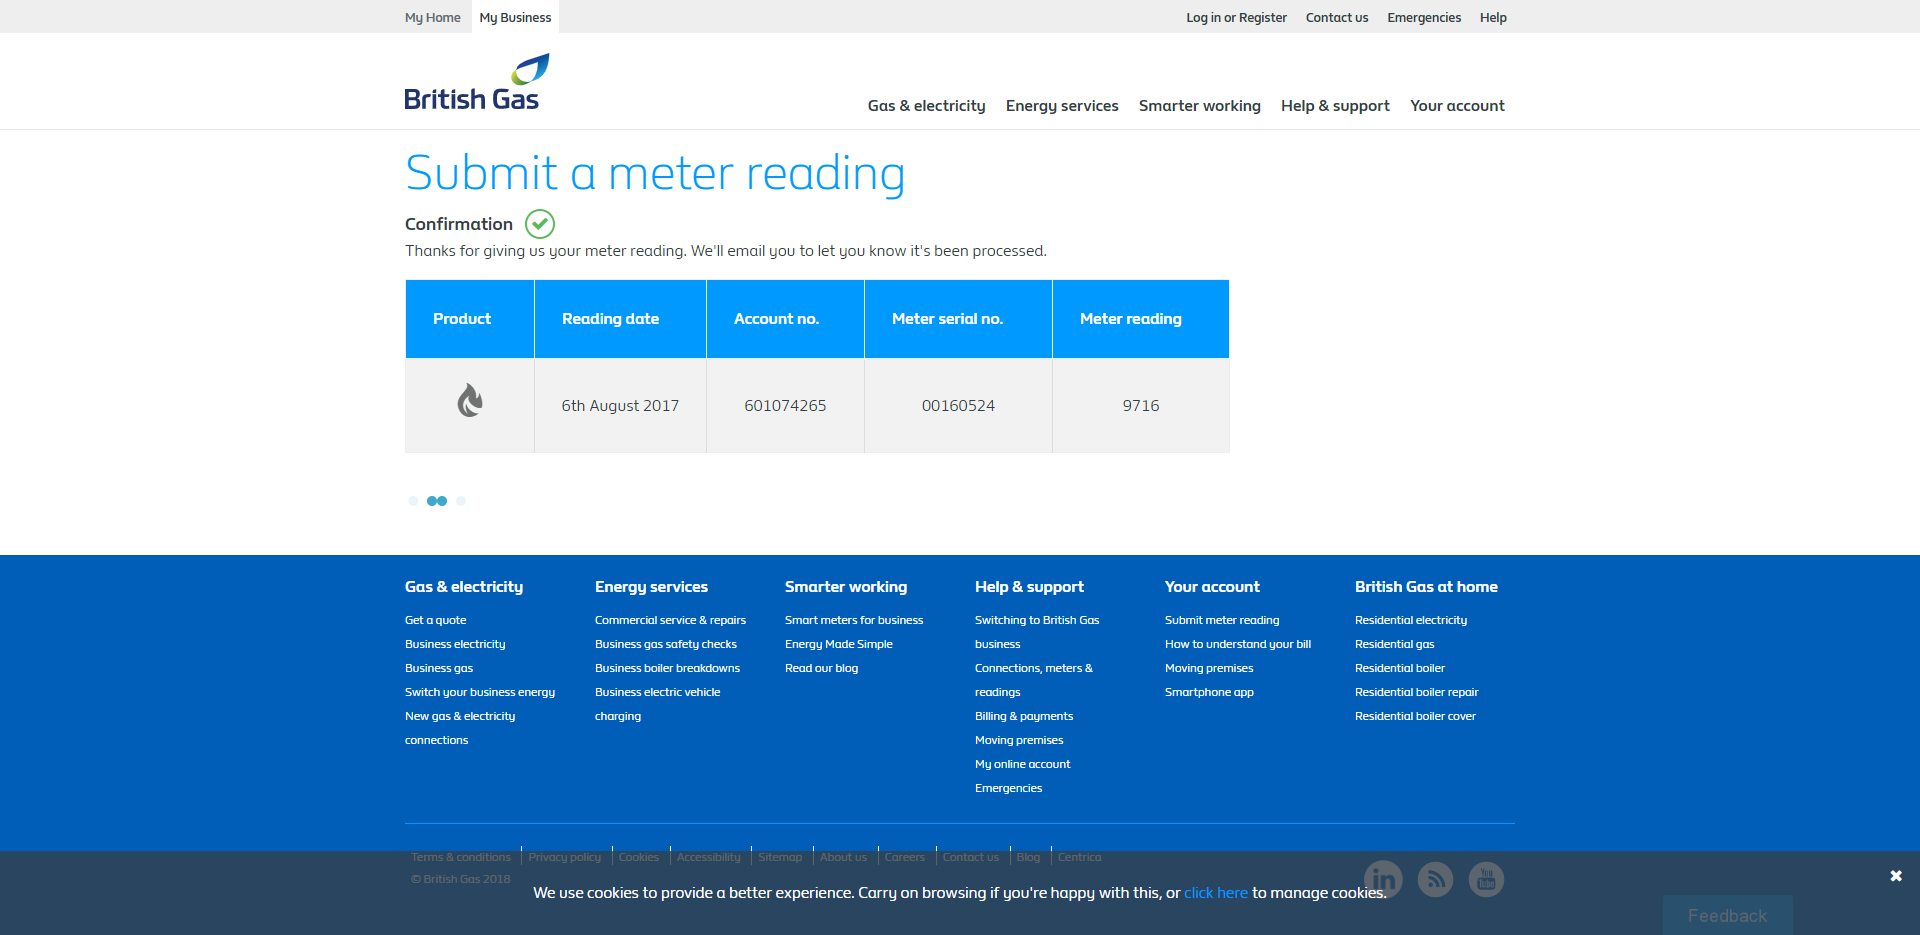 My Home My Business Log in or Register Contact us Emergencies Help
British Gas
Gas & electricity Energy services Smarter working Help & support Your account
Submit a meter reading
Confirmation
Thanks for giving us your meter reading. We'll email you to let you know it's been processed.
Product Reading date Account no. Meter serial no. Meter reading
6th August 2017 601074265 00160524 9716
Gas & electricity
Get a quote
Business electricity
Business gas
Switch your business energy
New gas & electricity
connections
Energy services
Commercial service & repairs
Business gas safety checks
Business boiler breakdowns
Business electric vehicle
charging
Smarter working
Smart meters for business
Energy Made Simple
Read our blog
Help & support
Switching to British Gas
business
Connections, meters &
readings
Billing & payments
Moving premises
My online account
Emergencies
Your account
Submit meter reading
How to understand your bill
Moving premises
Smartphone app
British Gas at home
Residential electricity
Residential gas
Residential boiler
Residential boiler repair
Residential boiler cover
Terms & conditions Privacy policy Cookies Accessibility Sitemap About us Careers Contact us Blog Centrica
© British Gas 2018
in
You
Tube
We use cookies to provide a better experience. Carry on browsing if you're happy with this, or click here to manage cookies.
Feedback